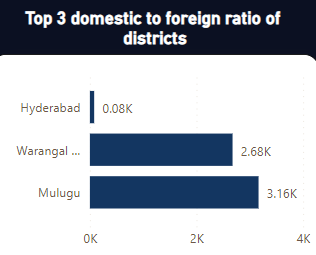 Top 3 domestic to foreign ratio of
districts
Hyderabad 0.08K
Warangal ... 2.68K
Mulugu 3.16K
0K 2K 4K